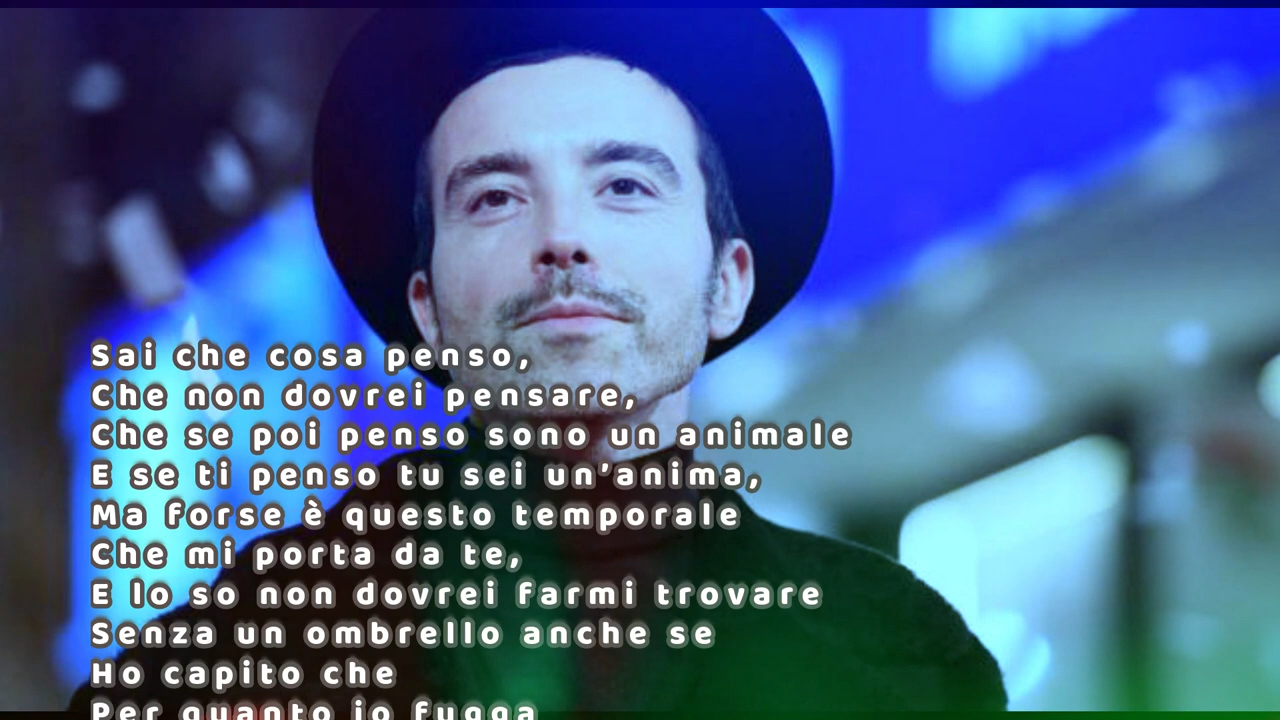 Sai che cosa penso,
Che non dovrei pensare,
Che se poi penso sono un animale
E se ti penso tu sei un'anima,
Ma forse è questo temporale
Che mi porta da te,
E lo so non dovrei farmi trovare
Senza un ombrello anche se
Ho capito che
Per quanto io fugga